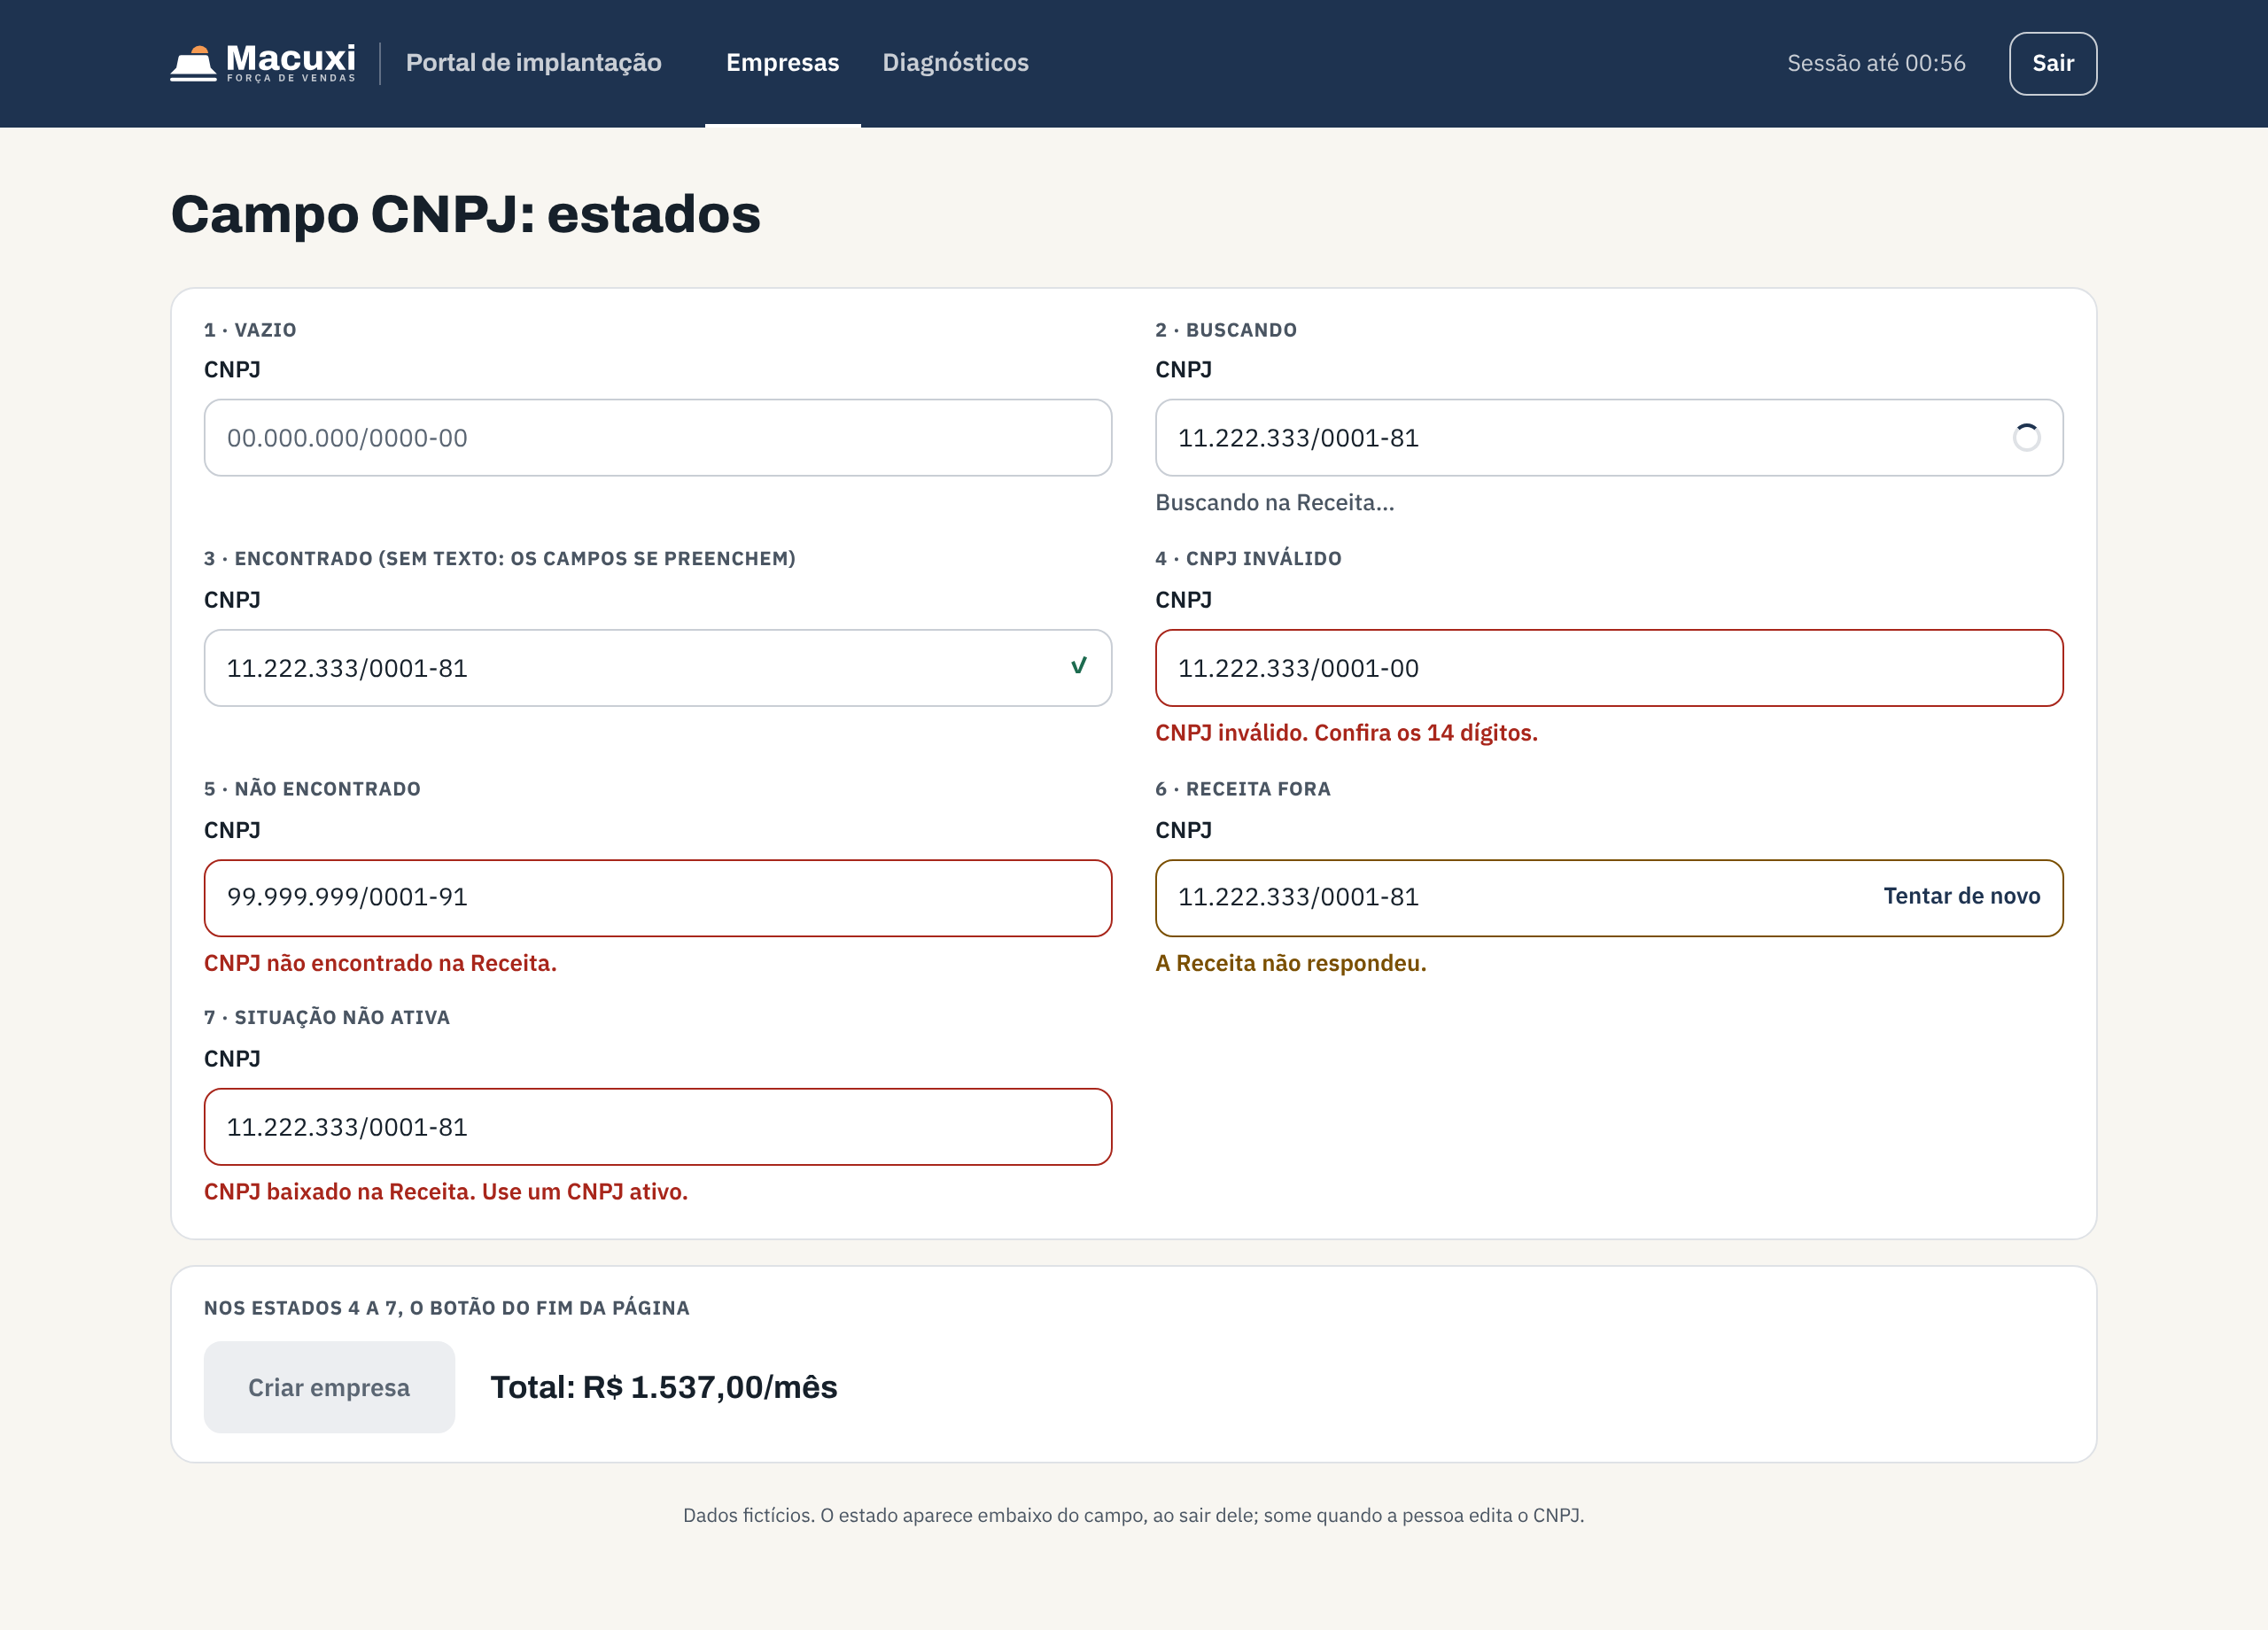 Macuxi
FORÇA DE VENDAS
Portal de implantação
Empresas
Diagnósticos
Sessão até 00:56
Sair
Campo CNPJ: estados
1 · VAZIO
CNPJ
00.000.000/0000-00
2 · BUSCANDO
CNPJ
11.222.333/0001-81
Buscando na Receita...
3 · ENCONTRADO (SEM TEXTO: OS CAMPOS SE PREENCHEM)
CNPJ
11.222.333/0001-81
4 · CNPJ INVÁLIDO
CNPJ
11.222.333/0001-00
CNPJ inválido. Confira os 14 dígitos.
5 · NÃO ENCONTRADO
CNPJ
99.999.999/0001-91
CNPJ não encontrado na Receita.
6 · RECEITA FORA
CNPJ
11.222.333/0001-81
Tentar de novo
A Receita não respondeu.
7 · SITUAÇÃO NÃO ATIVA
CNPJ
11.222.333/0001-81
CNPJ baixado na Receita. Use um CNPJ ativo.
NOS ESTADOS 4 A 7, O BOTÃO DO FIM DA PÁGINA
Criar empresa
Total: R$ 1.537,00/mês
Dados fictícios. O estado aparece embaixo do campo, ao sair dele; some quando a pessoa edita o CNPJ.